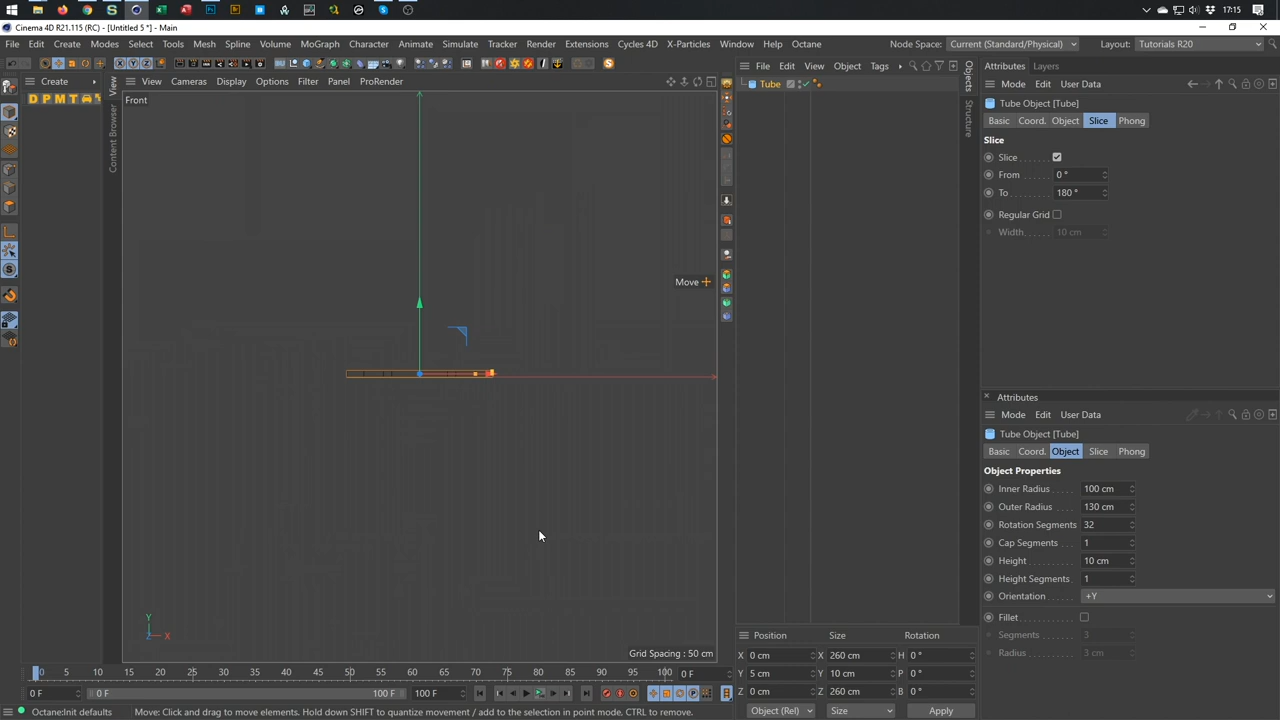 17:15
Cinema 4D R21.115 (RC) - [Untitled 5 *] - Main
File Edit Create Modes Select Tools Mesh Spline Volume MoGraph Character Animate Simulate Tracker Render Extensions Cycles 4D X-Particles Window Help Octane Node Space: Current (Standard/Physical) Layout: Tutorials R20
Create
D P M T
View Cameras Display Options Filter Panel ProRender
File Edit View Object Tags
Attributes Layers
Mode Edit User Data
View
Content Browser
Front
Tube
Objects
Structure
Tube Object [Tube]
Basic Coord. Object Slice Phong
Slice
Slice
From 0 °
To 180 °
Regular Grid
Width 10 cm
Move
Attributes
Mode Edit User Data
Tube Object [Tube]
Basic Coord. Object Slice Phong
Object Properties
Inner Radius 100 cm
Outer Radius 130 cm
Rotation Segments 32
Cap Segments 1
Height 10 cm
Height Segments 1
Orientation +Y
Fillet
Segments 3
Radius 3 cm
Y
Z X
Grid Spacing : 50 cm
Position Size Rotation
X 0 cm X 260 cm H 0 °
Y 5 cm Y 10 cm P 0 °
Z 0 cm Z 260 cm B 0 °
Object (Rel) Size Apply
0 5 10 15 20 25 30 35 40 45 50 55 60 65 70 75 80 85 90 95 100 0 F
0 F 0 F 100 F 100 F
Octane:Init defaults Move: Click and drag to move elements. Hold down SHIFT to quantize movement / add to the selection in point mode, CTRL to remove.